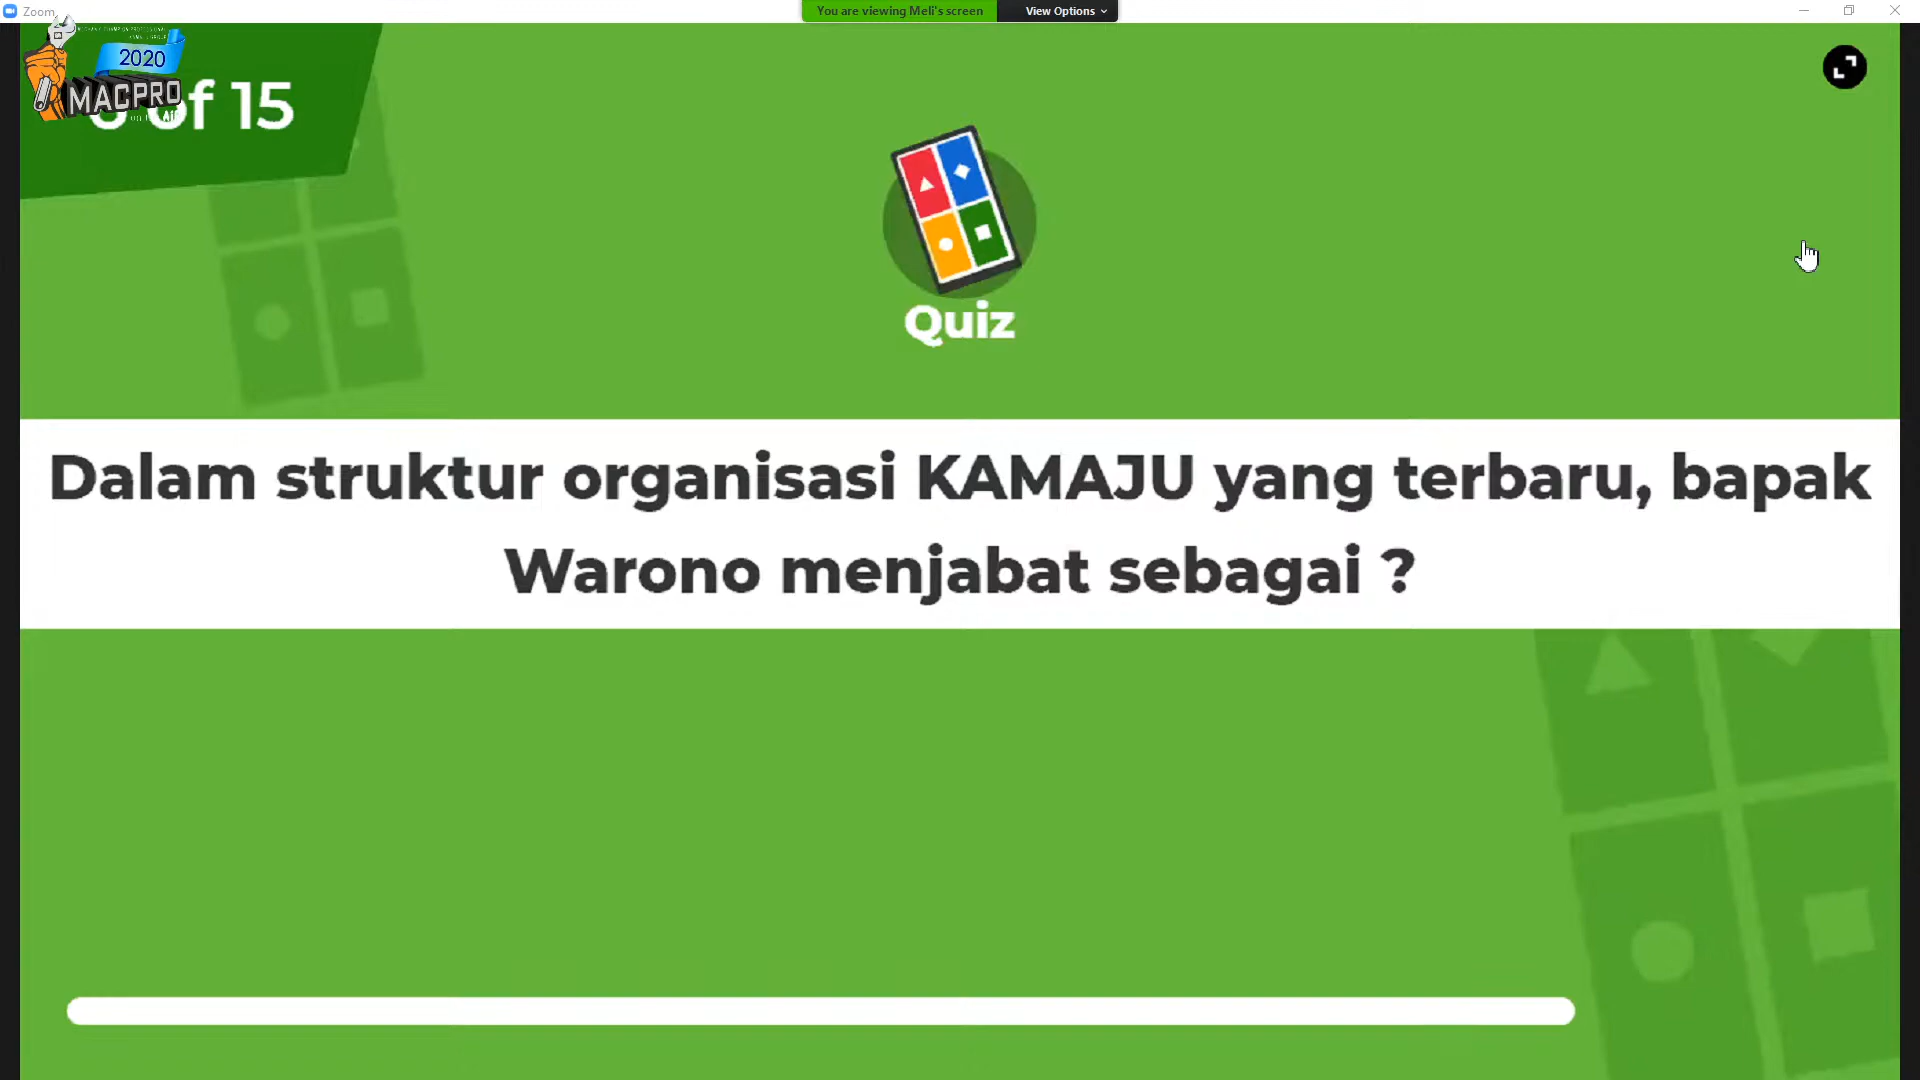 Zoom
You are viewing Meli's screen
View Options
2020
MACPRO
of 15
Quiz
Dalam struktur organisasi KAMAJU yang terbaru, bapak
Warono menjabat sebagai ?